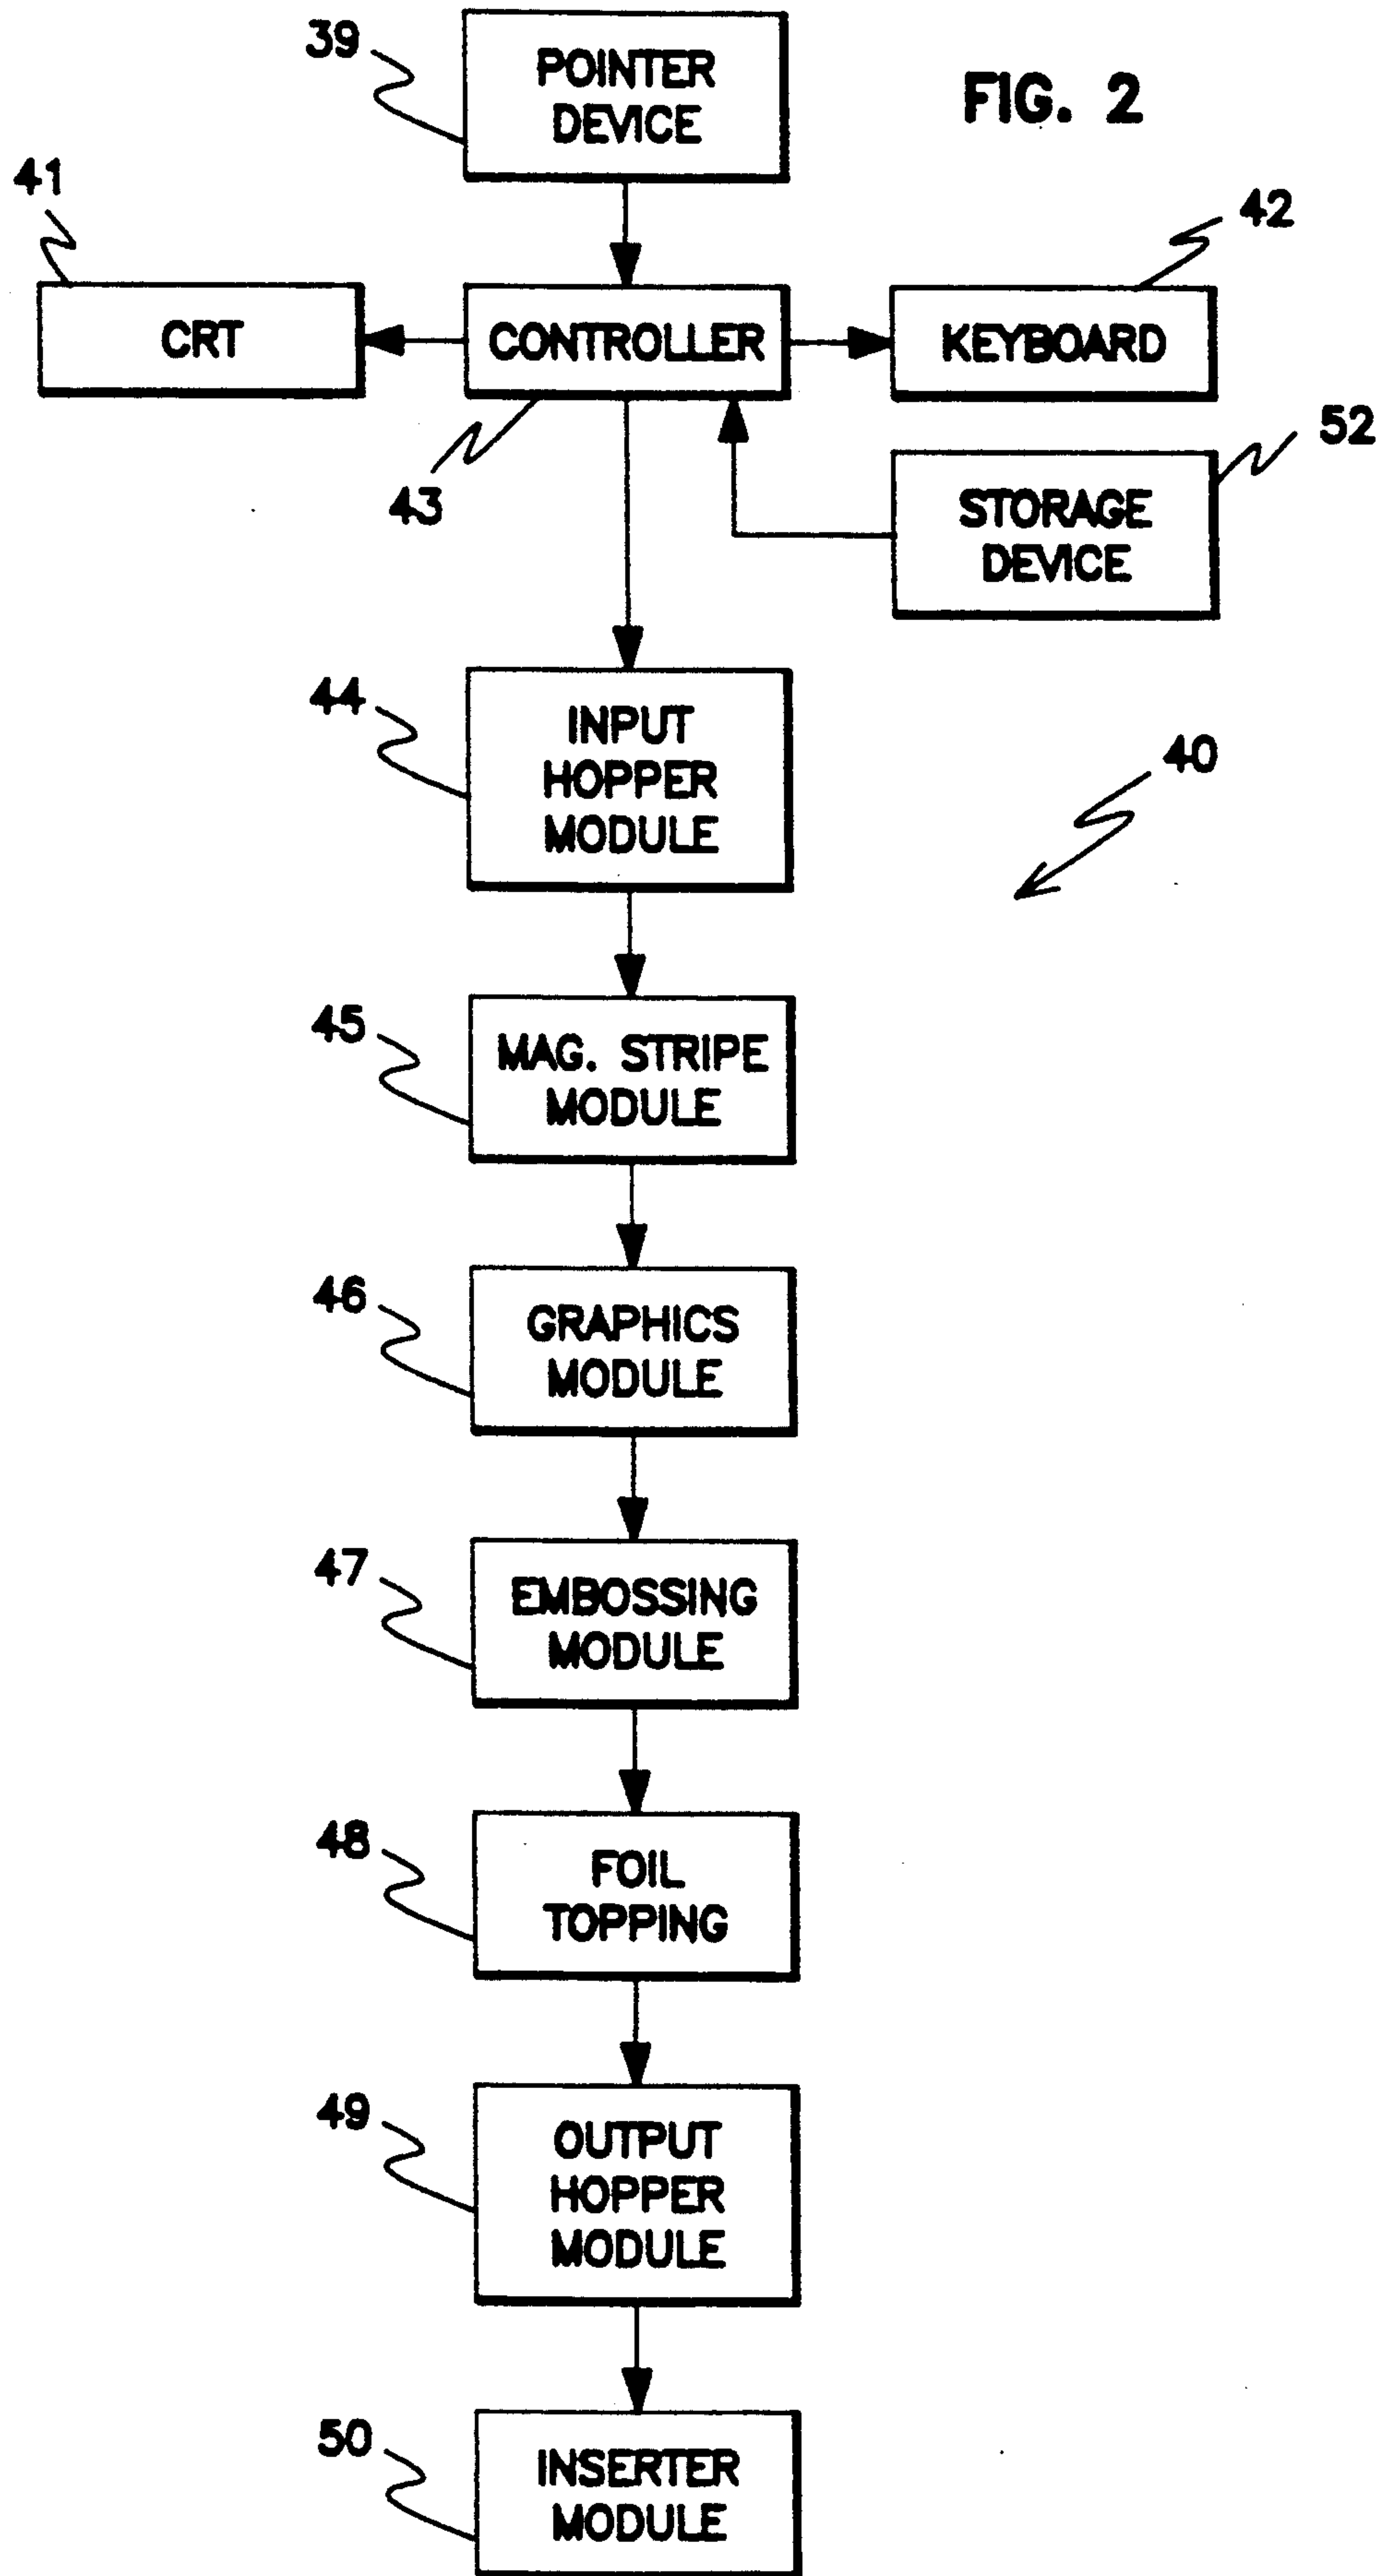 39
POINTER
DEVICE
FIG. 2
41
42
CRT
CONTROLLER
KEYBOARD
43
52
STORAGE
DEVICE
44
INPUT
HOPPER
MODULE
40
45
MAG. STRIPE
MODULE
46
GRAPHICS
MODULE
47
EMBOSSING
MODULE
48
FOIL
TOPPING
49
OUTPUT
HOPPER
MODULE
50
INSERTER
MODULE